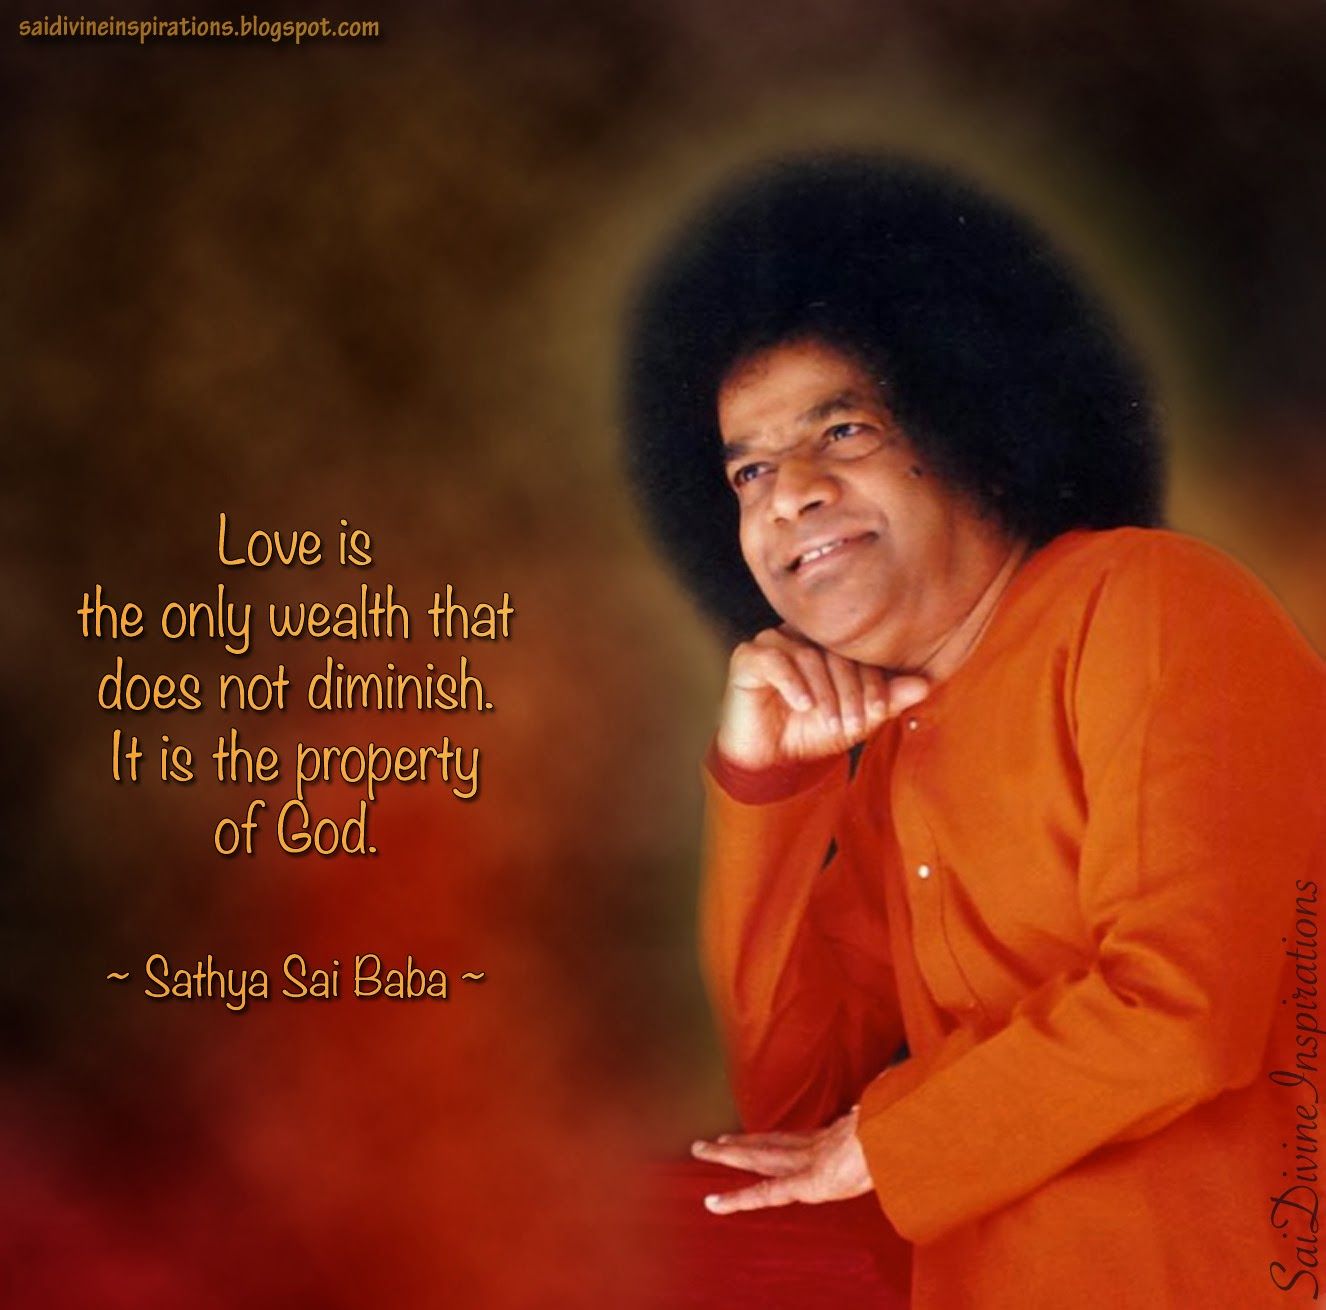 saidivineinspirations.blogspot.com
Love is
the only wealth that
does not diminish.
It is the property
of God.
~ Sathya Sai Baba ~
SaiDivineInspirations